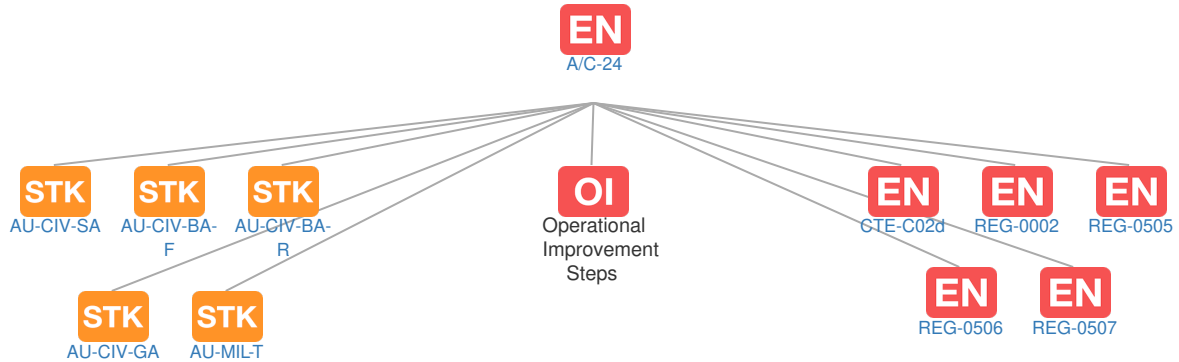 EN
A/C-24
STK STK STK OI EN EN EN
AU-CIV-SA AU-CIV-BA- AU-CIV-BA- Operational CTE-C02d REG-0002 REG-0505
F R Improvement
Steps
STK STK EN EN
AU-CIV-GA AU-MIL-T REG-0506 REG-0507